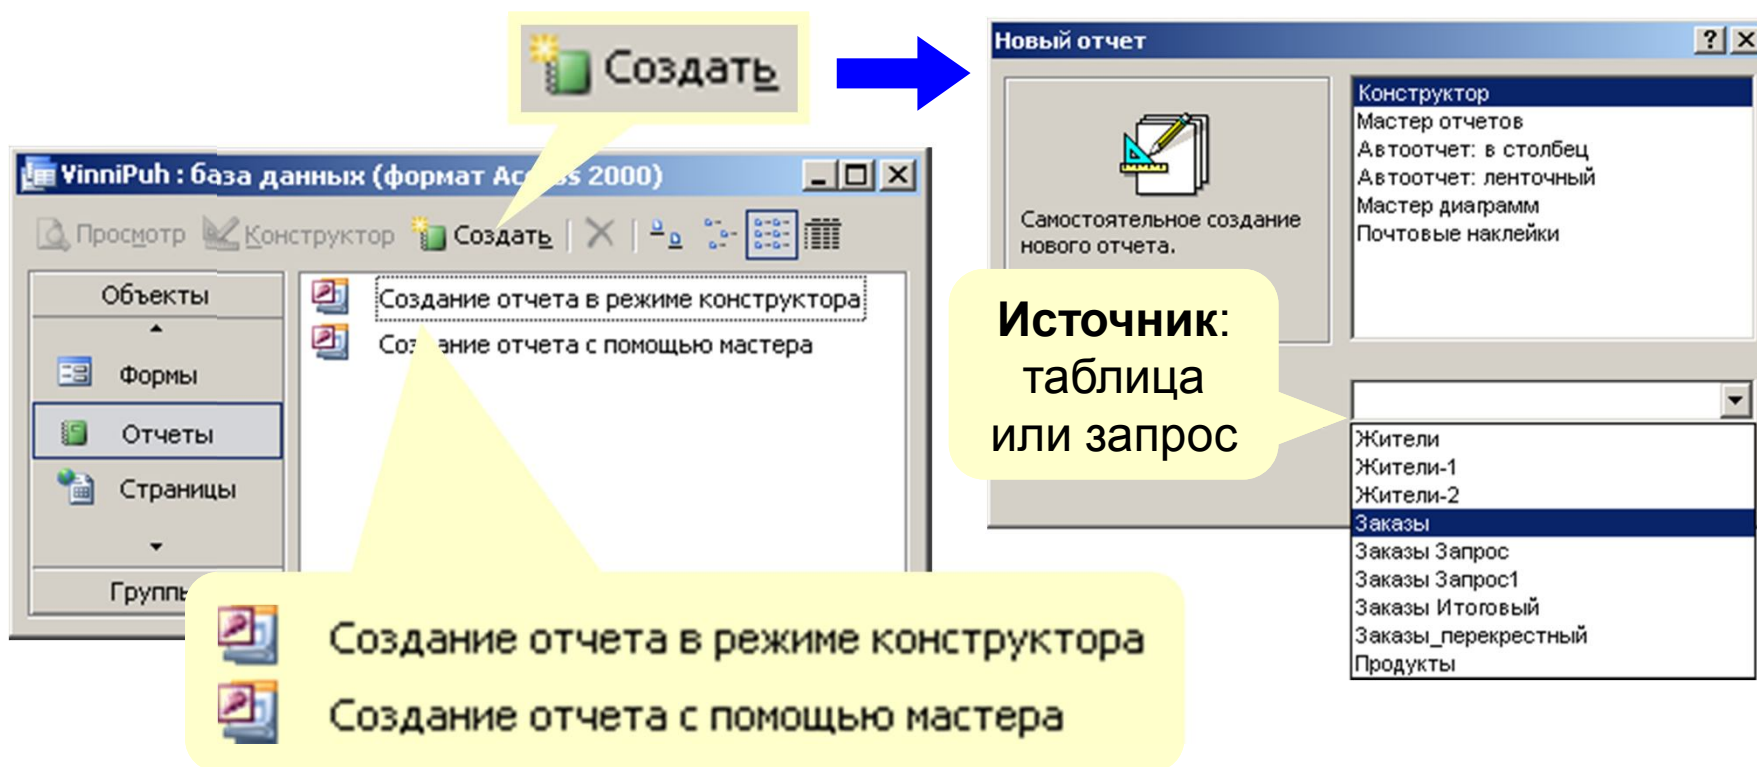 Создать
Новый отчет
Конструктор
Мастер отчетов
Автоотчет: в столбец
Автоотчет: ленточный
Мастер диаграмм
Почтовые наклейки
Самостоятельное создание
нового отчета.
VinniPuh : база данных (формат Access 2000)
Просмотр Конструктор Создать
Объекты
Формы
Отчеты
Страницы
Группы
Создание отчета в режиме конструктора
Создание отчета с помощью мастера
Источник:
таблица
или запрос
Жители
Жители-1
Жители-2
Заказы
Заказы Запрос
Заказы Запрос1
Заказы Итоговый
Заказы_перекрестный
Продукты
Создание отчета в режиме конструктора
Создание отчета с помощью мастера